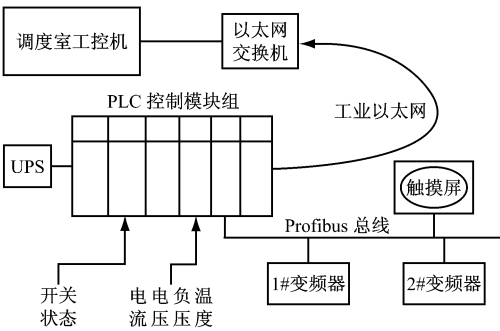 调度室工控机
以太网
交换机
PLC 控制模块组
工业以太网
UPS
触摸屏
Profibus 总线
1#变频器
2#变频器
开关
状态
电电负温
流压压度